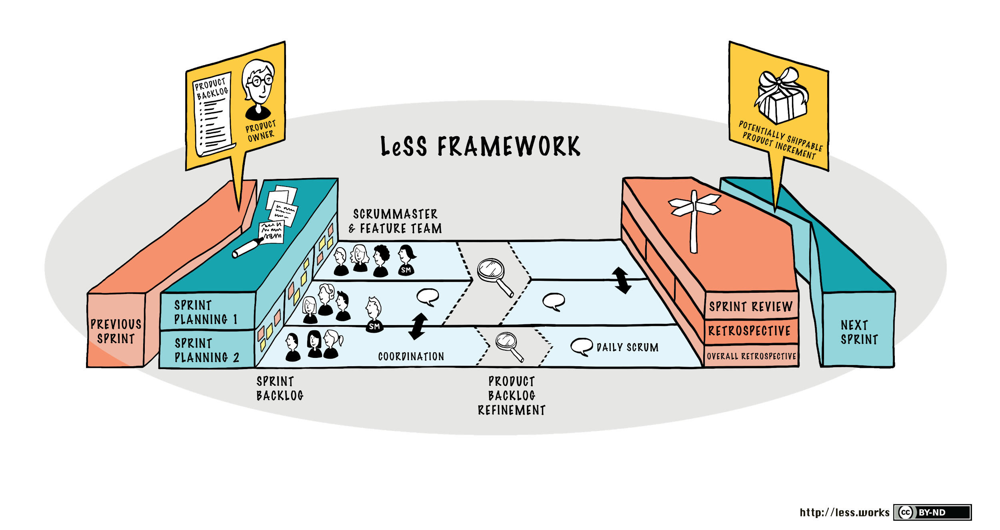 PRODUCT
BACKLOG
PRODUCT
OWNER
POTENTIALLY SHIPPABLE
PRODUCT INCREMENT
LeSS FRAMEWORK
SCRUMMASTER
& FEATURE TEAM
SM
SM
PREVIOUS
SPRINT
SPRINT
PLANNING 1
SPRINT
PLANNING 2
COORDINATION
DAILY SCRUM
SPRINT REVIEW
RETROSPECTIVE
OVERALL RETROSPECTIVE
NEXT
SPRINT
SPRINT
BACKLOG
PRODUCT
BACKLOG
REFINEMENT
http://less.works
cc BY-ND